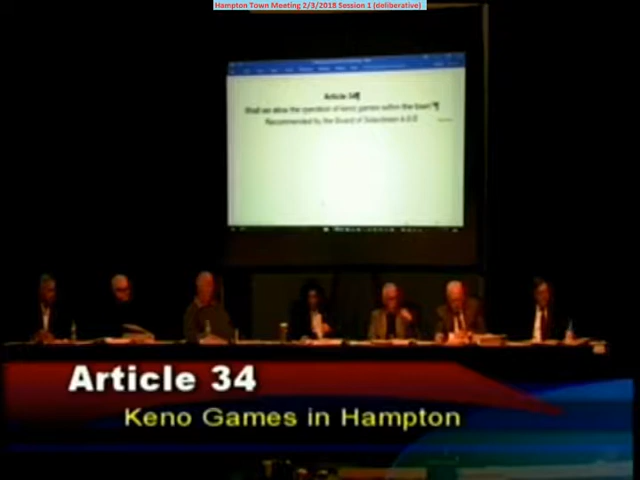 Hampton Town Meeting 2/3/2018 Session 1 (deliberative)
Article 34¶
Shall we allow the operation of keno games within the town?¶
Recommended by the Board of Selectmen
Article 34
Keno Games in Hampton